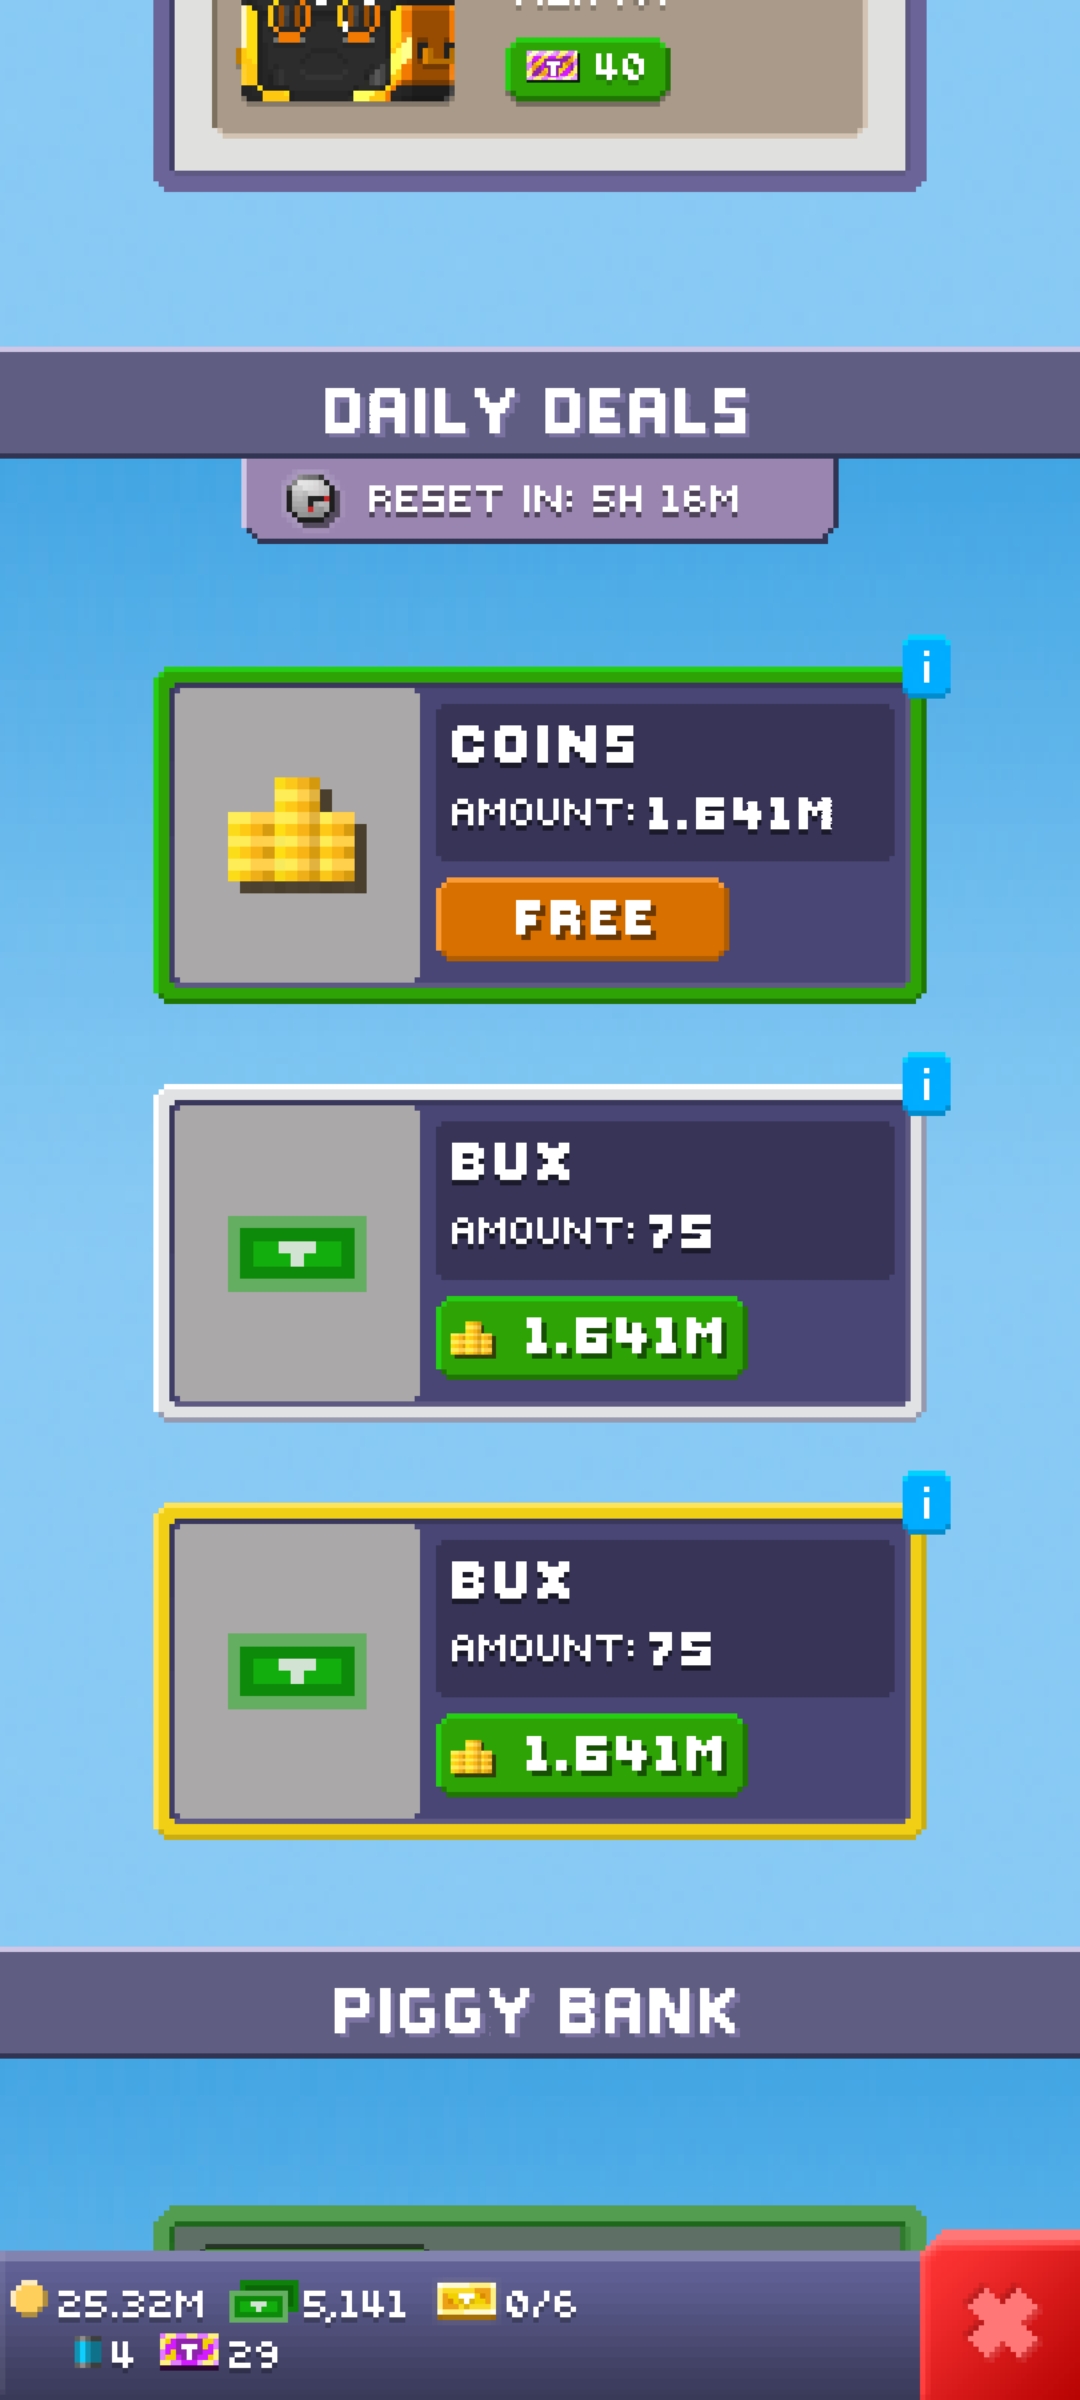 40
DAILY DEALS
RESET IN: 5H 16M
i
COINS
AMOUNT: 1.641M
FREE
i
BUX
AMOUNT: 75
1.641M
i
BUX
AMOUNT: 75
1.641M
PIGGY BANK
25.32M 5,141 0/6
4 29